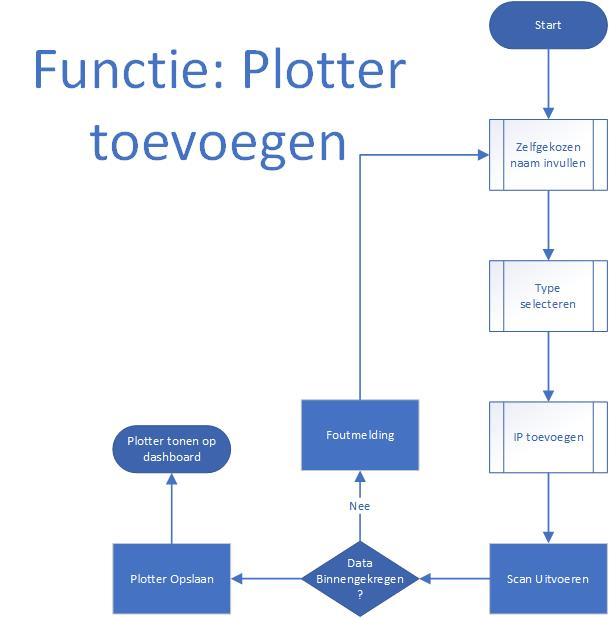 Functie: Plotter
toevoegen
Start
Zelfgekozen
naam invullen
Type
selecteren
IP toevoegen
Scan Uitvoeren
Data
Binnengekregen
?
Nee
Foutmelding
Plotter Opslaan
Plotter tonen op
dashboard